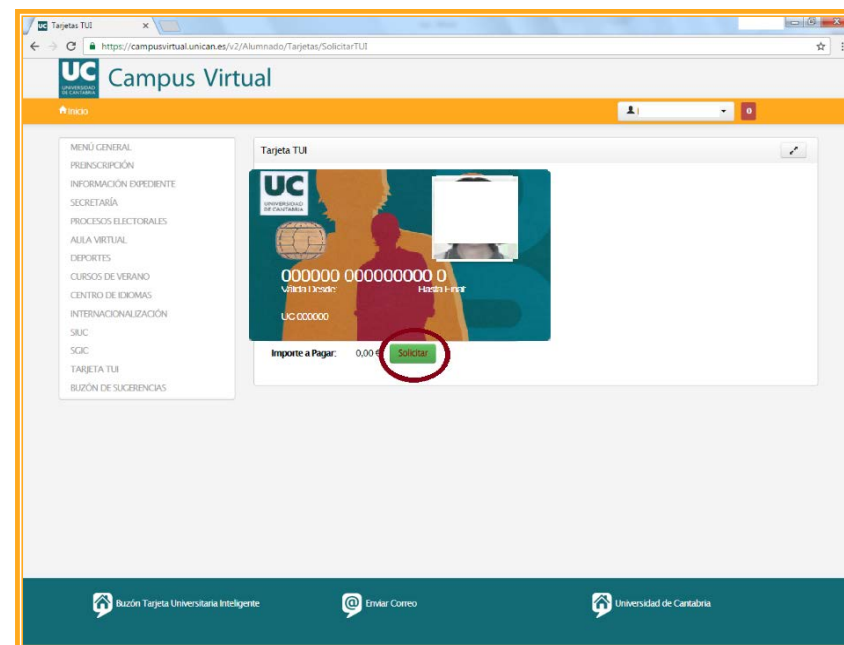 Tarjetas TUI
https://campusvirtual.unican.es/v2/Alumnado/Tarjetas/SolicitarTUI
UC
UNIVERSIDAD
DE CANTABRIA
Campus Virtual
Inicio
0
MENÚ GENERAL
PREINSCRIPCIÓN
INFORMACIÓN EXPEDIENTE
SECRETARÍA
PROCESOS ELECTORALES
AULA VIRTUAL
DEPORTES
CURSOS DE VERANO
CENTRO DE IDIOMAS
INTERNACIONALIZACIÓN
SIUC
SGIC
TARJETA TUI
BUZÓN DE SUGERENCIAS
Tarjeta TUI
UC
UNIVERSIDAD
DE CANTABRIA
000000 000000000 0
Válida Desde: Hasta Final:
UC 000000
Importe a Pagar: 0,00 € Solicitar
Buzón Tarjeta Universitaria Inteligente
Enviar Correo
Universidad de Cantabria